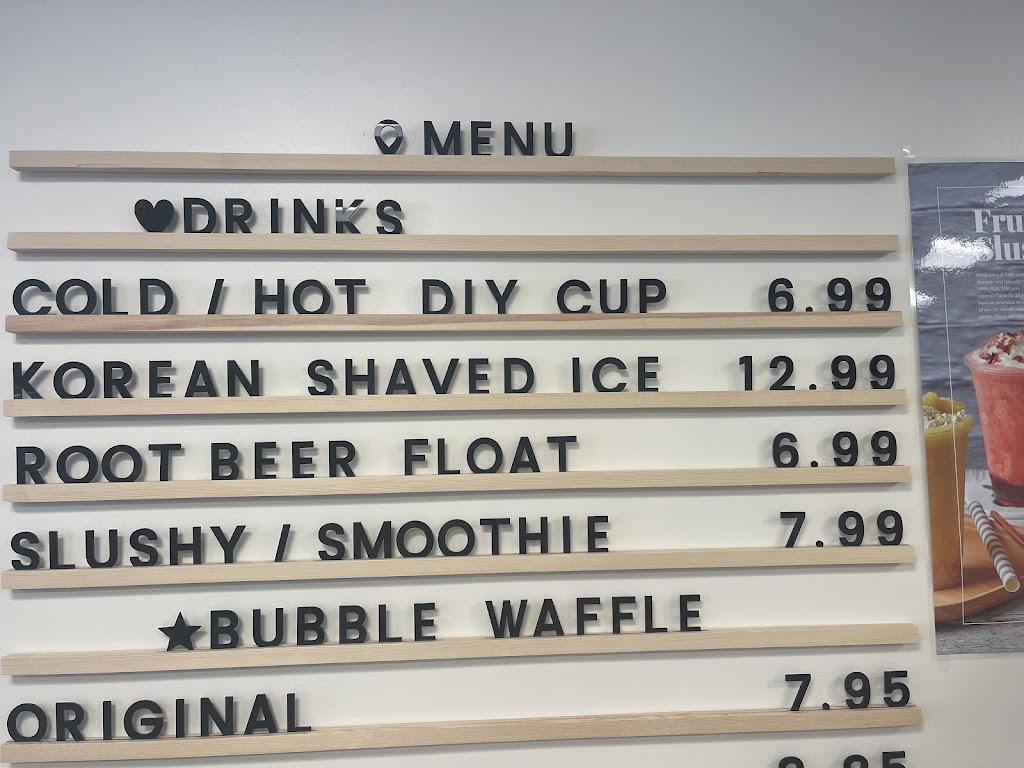 MENU
DRINKS
COLD / HOT DIY CUP 6.99
KOREAN SHAVED ICE 12.99
ROOT BEER FLOAT 6.99
SLUSHY / SMOOTHIE 7.99
BUBBLE WAFFLE
ORIGINAL 7.95